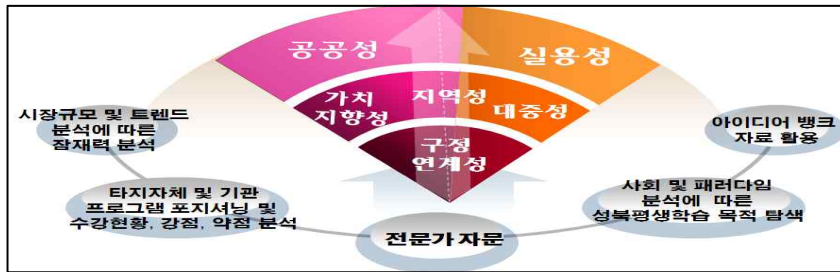 공공성
실용성
가치
지향성
지역성
대중성
구정
연계성
시장규모 및 트렌드
분석에 따른
잠재력 분석
아이디어 뱅크
자료 활용
타지자체 및 기관
프로그램 포지셔닝 및
수강현황, 강점, 약점 분석
사회 및 패러다임
분석에 따른
성북평생학습 목적 탐색
전문가 자문